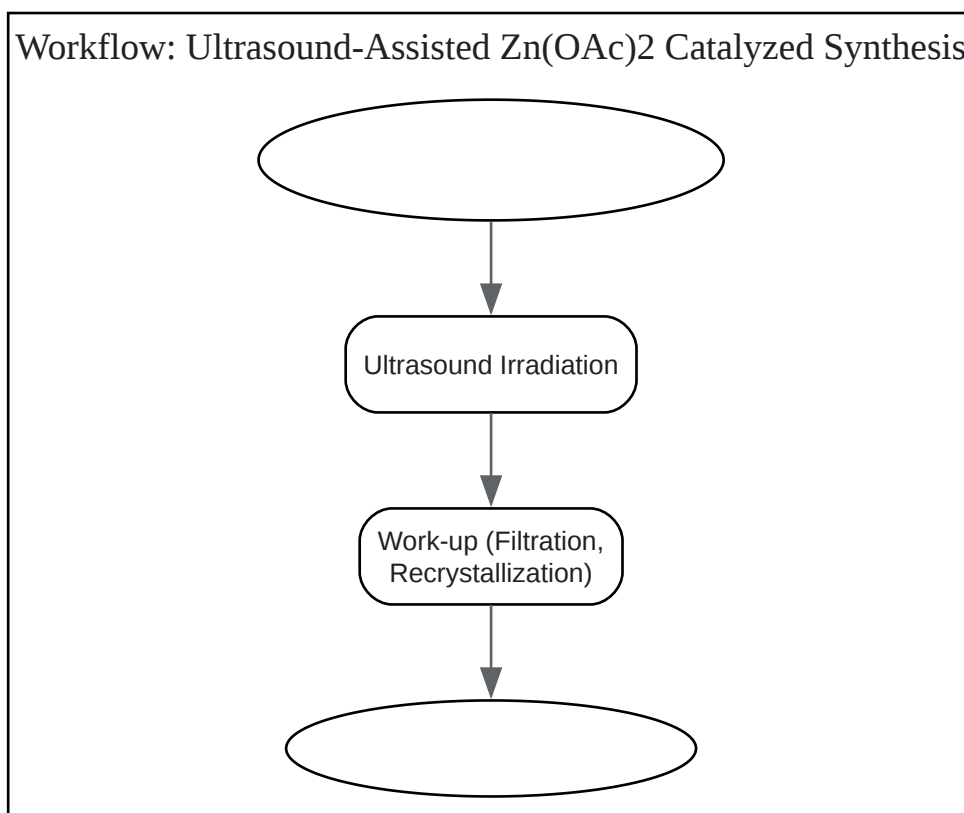 Workflow: Ultrasound-Assisted Zn(OAc)2 Catalyzed Synthesis
Ultrasound Irradiation
Work-up (Filtration,
Recrystallization)